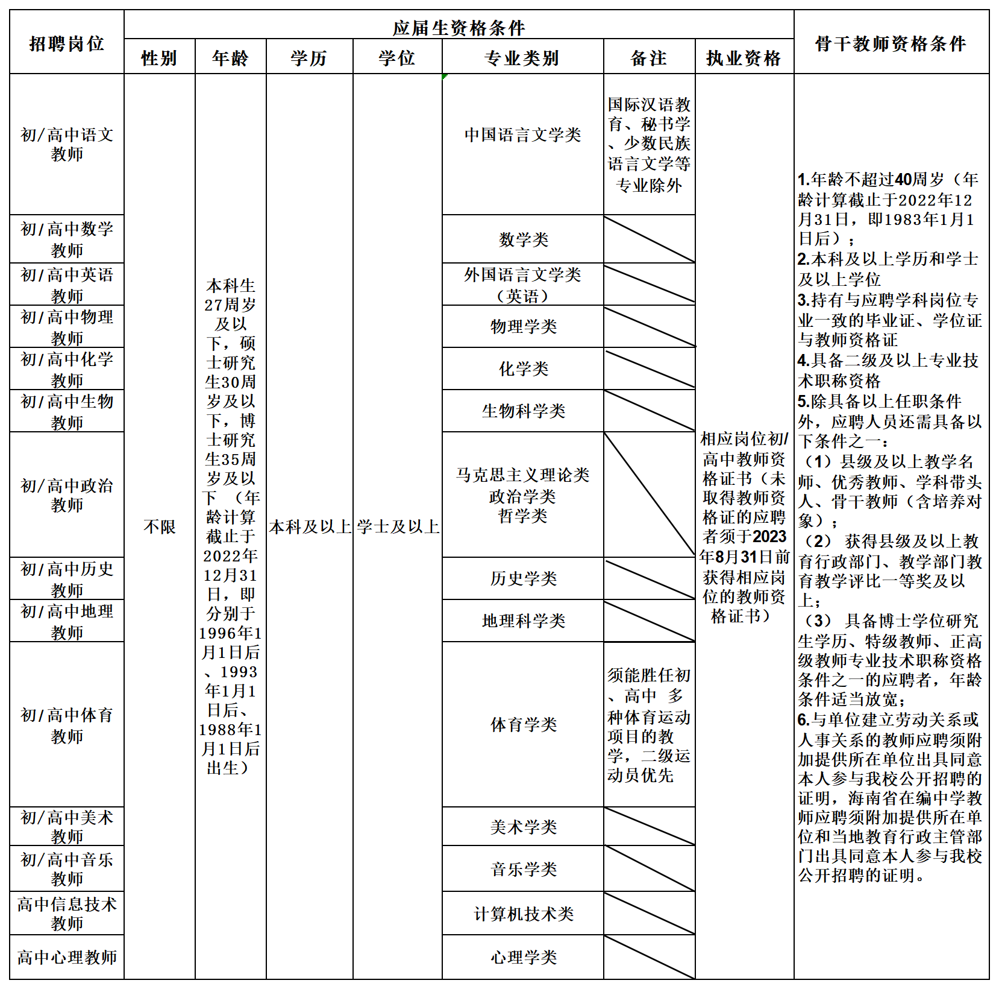 招聘岗位
应届生资格条件
骨干教师资格条件
性别
年龄
学历
学位
专业类别
备注
执业资格
初/高中语文
教师
中国语言文学类
国际汉语教
育、秘书学
、少数民族
语言文学等
专业除外
初/高中数学
教师
数学类
初/高中英语
教师
外国语言文学类
（英语）
初/高中物理
教师
物理学类
初/高中化学
教师
化学类
初/高中生物
教师
生物科学类
初/高中政治
教师
马克思主义理论类
政治学类
哲学类
初/高中历史
教师
历史学类
初/高中地理
教师
地理科学类
初/高中体育
教师
体育学类
须能胜任初
、高中 多
种体育运动
项目的教
学，二级运
动员优先
初/高中美术
教师
美术学类
初/高中音乐
教师
音乐学类
高中信息技术
教师
计算机技术类
高中心理教师
心理学类
不限
本科生
27周岁
及以
下，硕
士研究
生30周
岁及以
下，博
士研究
生35周
岁及以
下 （年
龄计算
截止于
2022年
12月31
日，即
分别于
1996年1
月1日后
、1993
年1月1
日后、
1988年1
月1日后
出生）
本科及以上
学士及以上
相应岗位初/
高中教师资
格证书（未
取得教师资
格证的应聘
者须于2023
年8月31日前
获得相应岗
位的教师资
格证书）
1.年龄不超过40周岁（年
龄计算截止于2022年12
月31日，即1983年1月1
日后）；
2.本科及以上学历和学士
及以上学位
3.持有与应聘学科岗位专
业一致的毕业证、学位证
与教师资格证
4.具备二级及以上专业技
术职称资格
5.除具备以上任职条件
外，应聘人员还需具备以
下条件之一：
（1）县级及以上教学名
师、优秀教师、学科带头
人、骨干教师（含培养对
象）；
（2） 获得县级及以上教
育行政部门、教学部门教
育教学评比一等奖及以
上；
（3） 具备博士学位研究
生学历、特级教师、正高
级教师专业技术职称资格
条件之一的应聘者，年龄
条件适当放宽；
6.与单位建立劳动关系或
人事关系的教师应聘须附
加提供所在单位出具同意
本人参与我校公开招聘的
证明，海南省在编中学教
师应聘须附加提供所在单
位和当地教育行政主管部
门出具同意本人参与我校
公开招聘的证明。